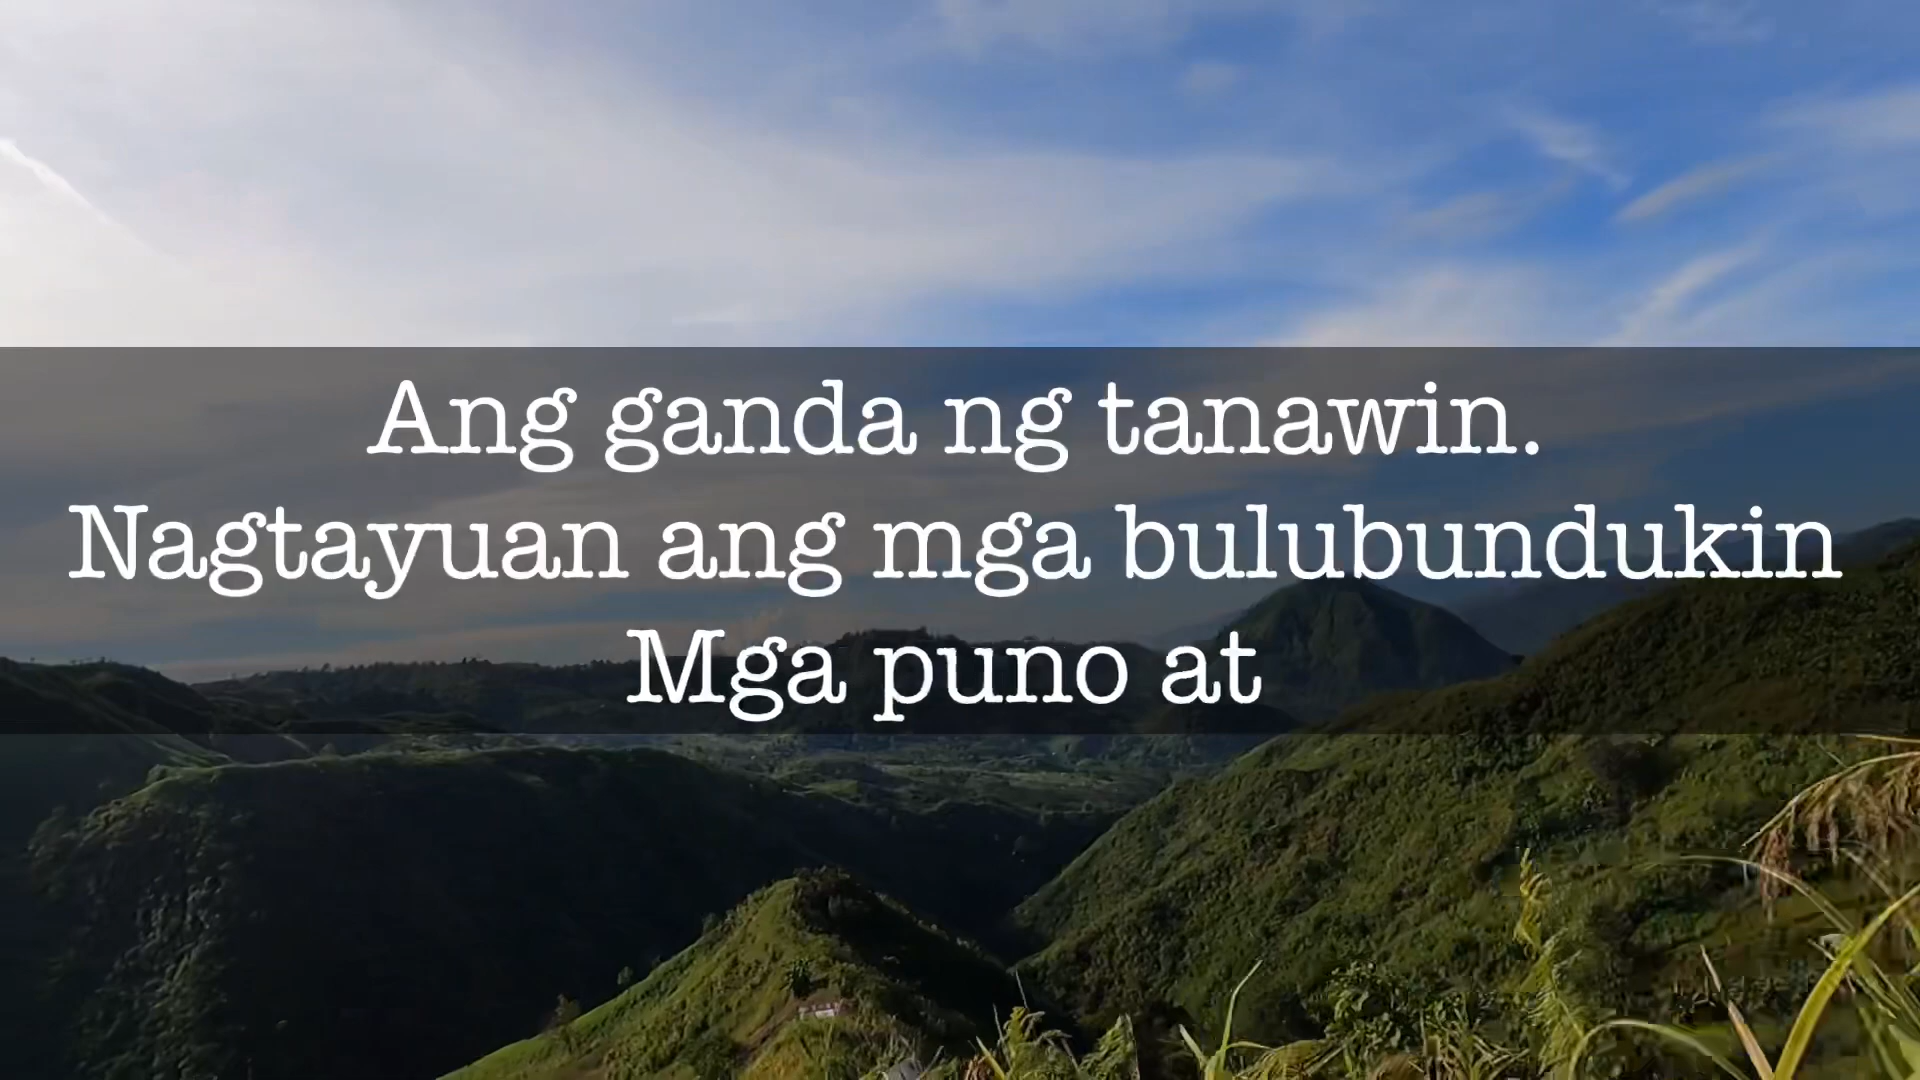 Ang ganda ng tanawin.
Nagtayuan ang mga bulubundukin
Mga puno at